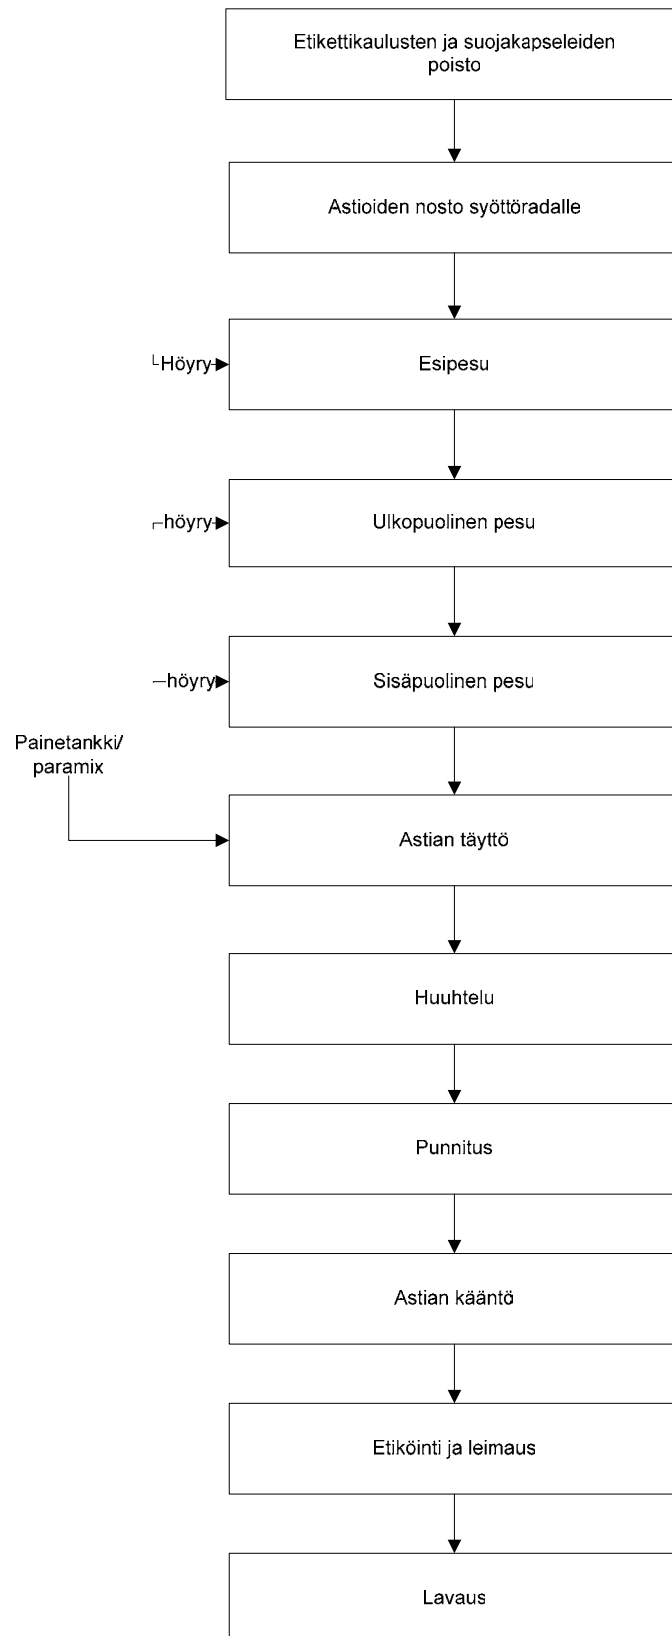 Etikettikaulusten ja suojakapseleiden
poisto
Astioiden nosto syöttöradalle
Höyry
Esipesu
höyry
Ulkopuolinen pesu
höyry
Sisäpuolinen pesu
Painetankki/
paramix
Astian täyttö
Huuhtelu
Punnitus
Astian kääntö
Etiköinti ja leimaus
Lavaus